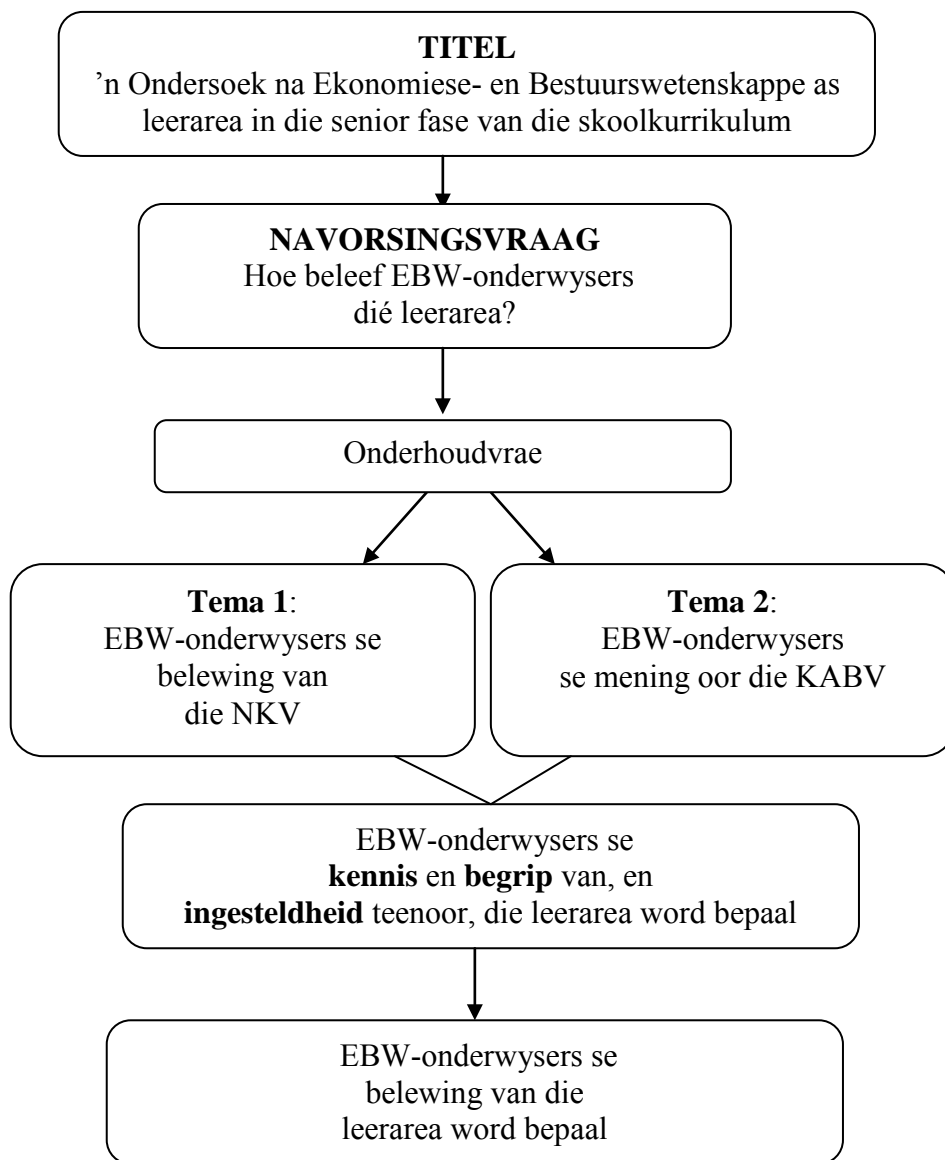 TITEL
’n Ondersoek na Ekonomiese- en Bestuurswetenskappe as
leerarea in die senior fase van die skoolkurrikulum
NAVORSINGSVRAAG
Hoe beleef EBW-onderwysers
dié leerarea?
Onderhoudvrae
Tema 1:
EBW-onderwysers se
belewing van
die NKV
Tema 2:
EBW-onderwysers
se mening oor die KABV
EBW-onderwysers se
kennis en begrip van, en
ingesteldheid teenoor, die leerarea word bepaal
EBW-onderwysers se
belewing van die
leerarea word bepaal